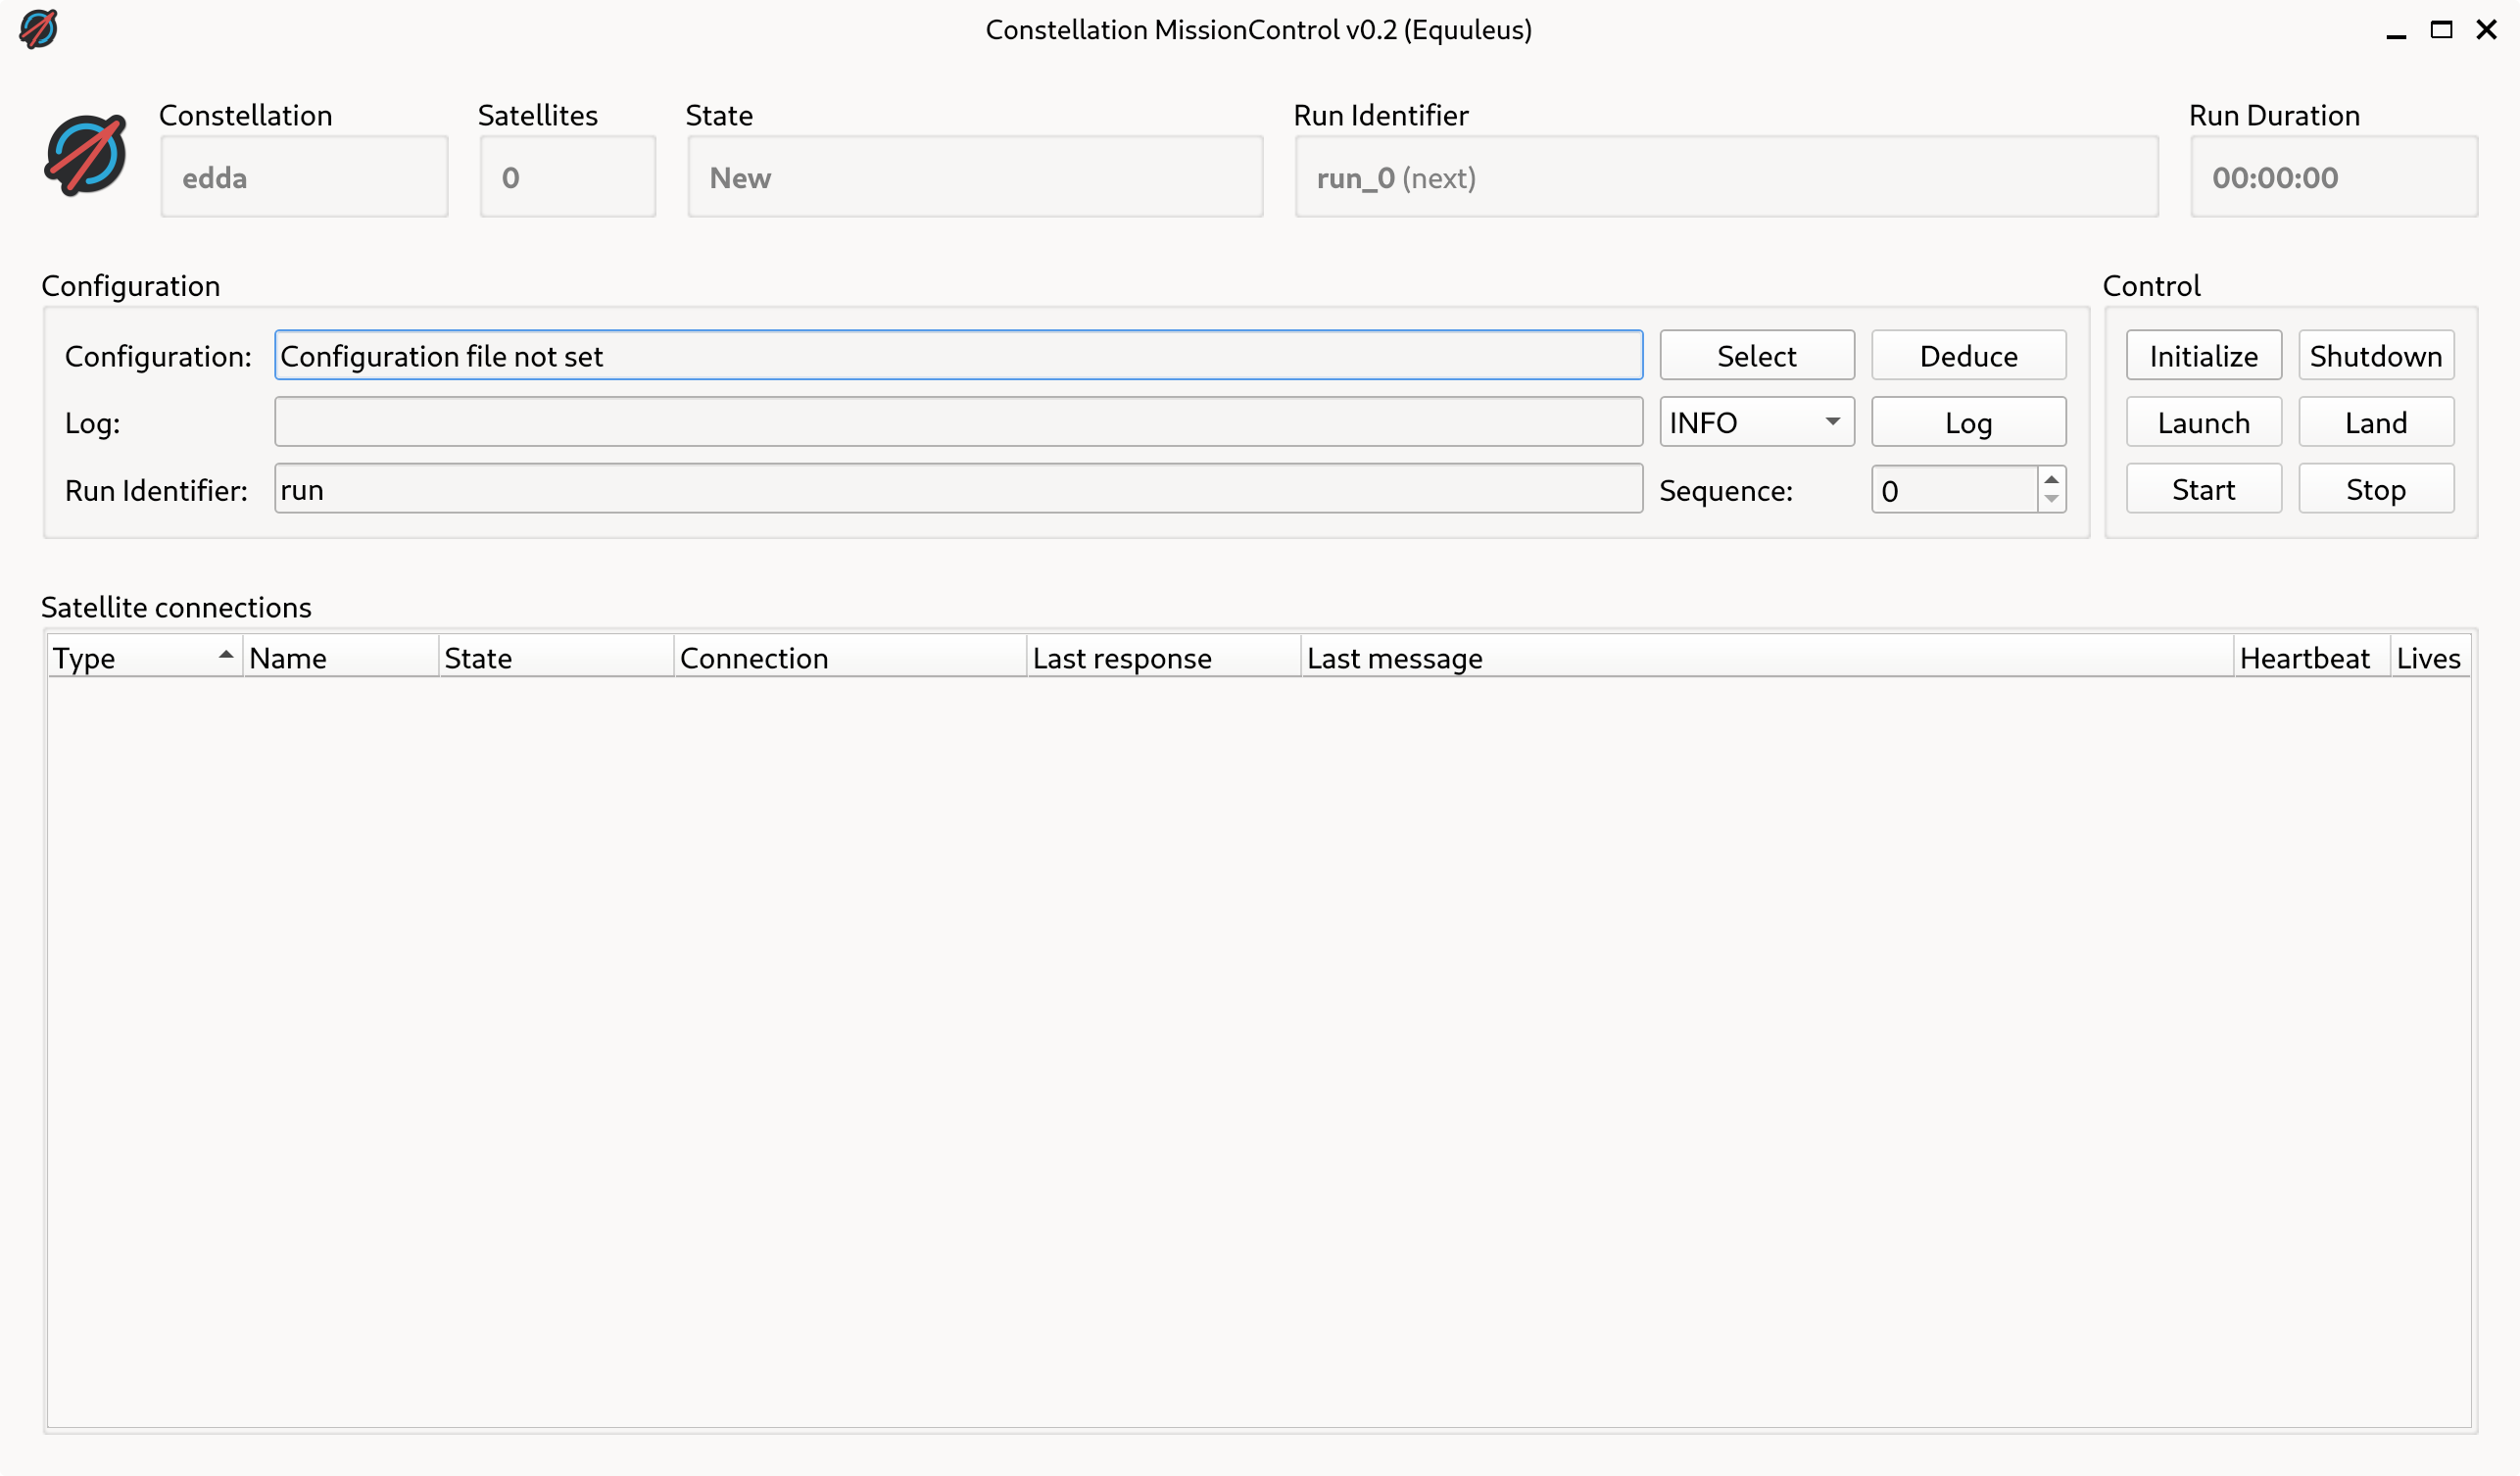 Constellation MissionControl v0.2 (Equuleus)
Constellation Satellites State Run Identifier Run Duration
edda 0 New run_0 (next) 00:00:00
Configuration Control
Configuration: Configuration file not set Select Deduce Initialize Shutdown
Log: INFO Log Launch Land
Run Identifier: run Sequence: 0 Start Stop
Satellite connections
Type Name State Connection Last response Last message Heartbeat Lives